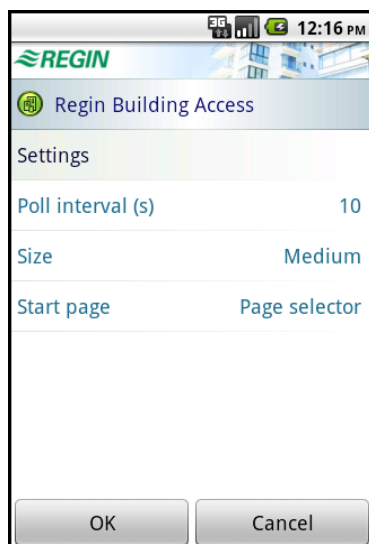 3G 12:16 PM
REGIN
Regin Building Access
Settings
Poll interval (s) 10
Size Medium
Start page Page selector
OK Cancel